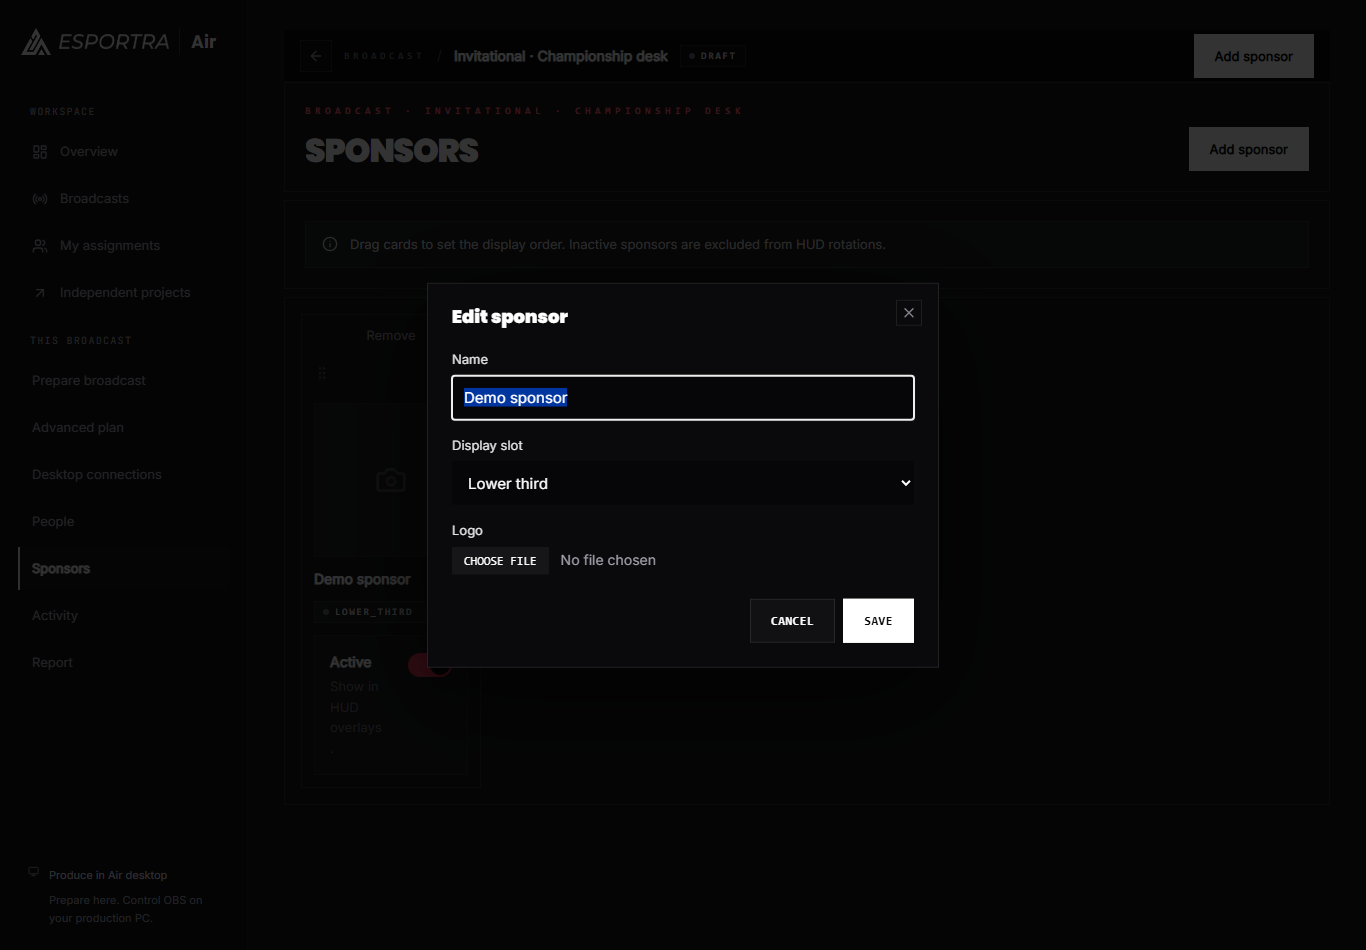 ESPORTRA Air
WORKSPACE
Overview
Broadcasts
My assignments
Independent projects
THIS BROADCAST
Prepare broadcast
Advanced plan
Desktop connections
People
Sponsors
Activity
Report
Produce in Air desktop
Prepare here. Control OBS on
your production PC.
BROADCAST / Invitational · Championship desk DRAFT
Add sponsor
BROADCAST · INVITATIONAL · CHAMPIONSHIP DESK
SPONSORS
Add sponsor
Drag cards to set the display order. Inactive sponsors are excluded from HUD rotations.
Remove
Demo sponsor
LOWER_THIRD
Active
Show in
HUD
overlays
.
Edit sponsor
Name
Demo sponsor
Display slot
Lower third
Logo
CHOOSE FILE No file chosen
CANCEL SAVE